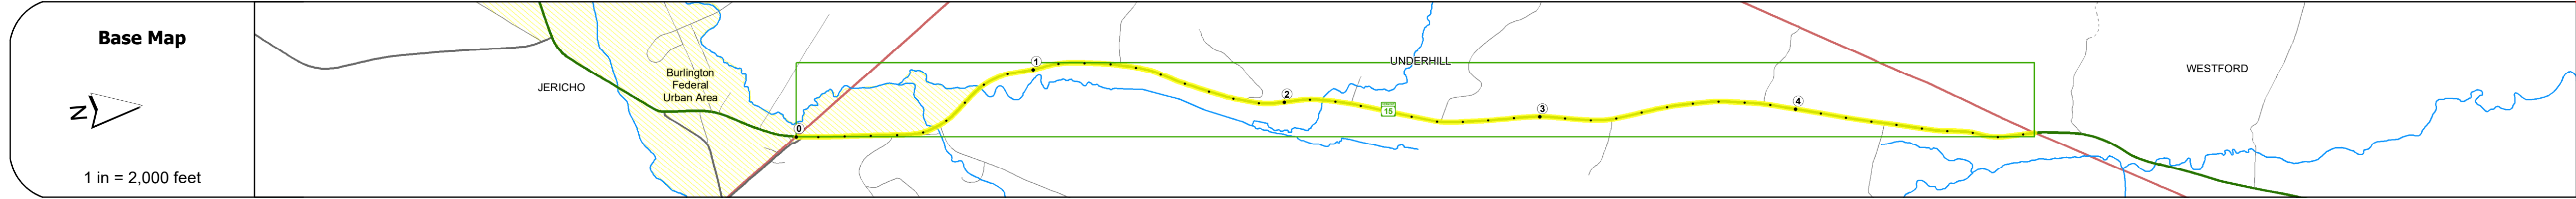 Base Map
N
1 in = 2,000 feet
JERICHO
Burlington
Federal
Urban Area
0
1
2
UNDERHILL
15
3
4
WESTFORD